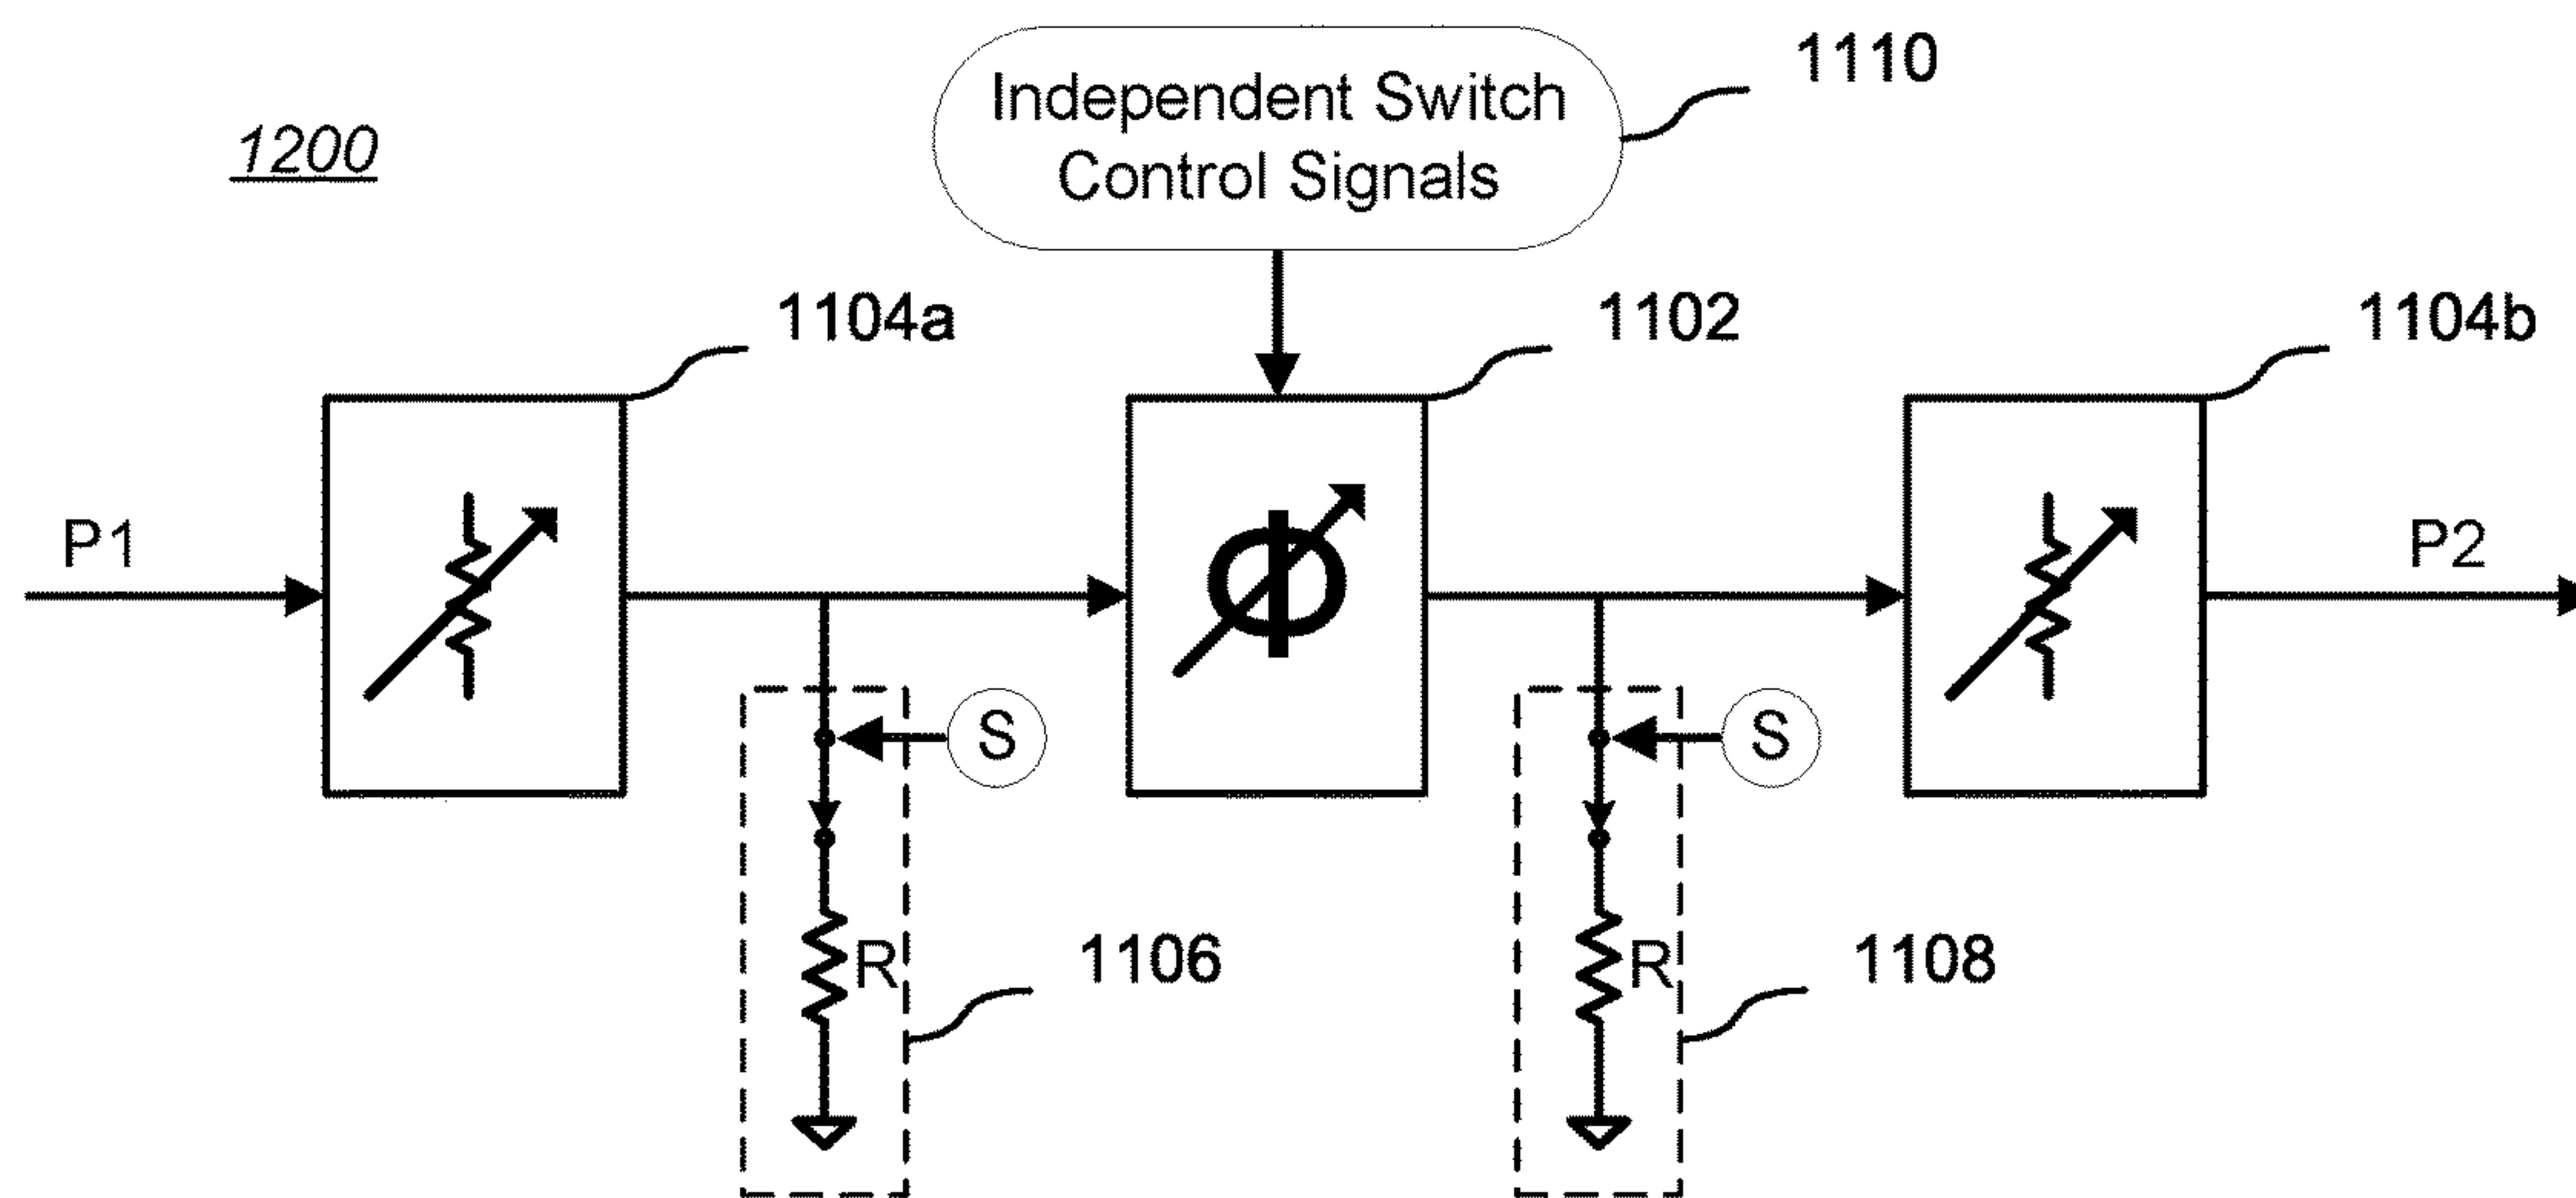 1200
Independent Switch
Control Signals
1110
1104a
1102
1104b
P1
Φ
P2
S
S
R
1106
R
1108